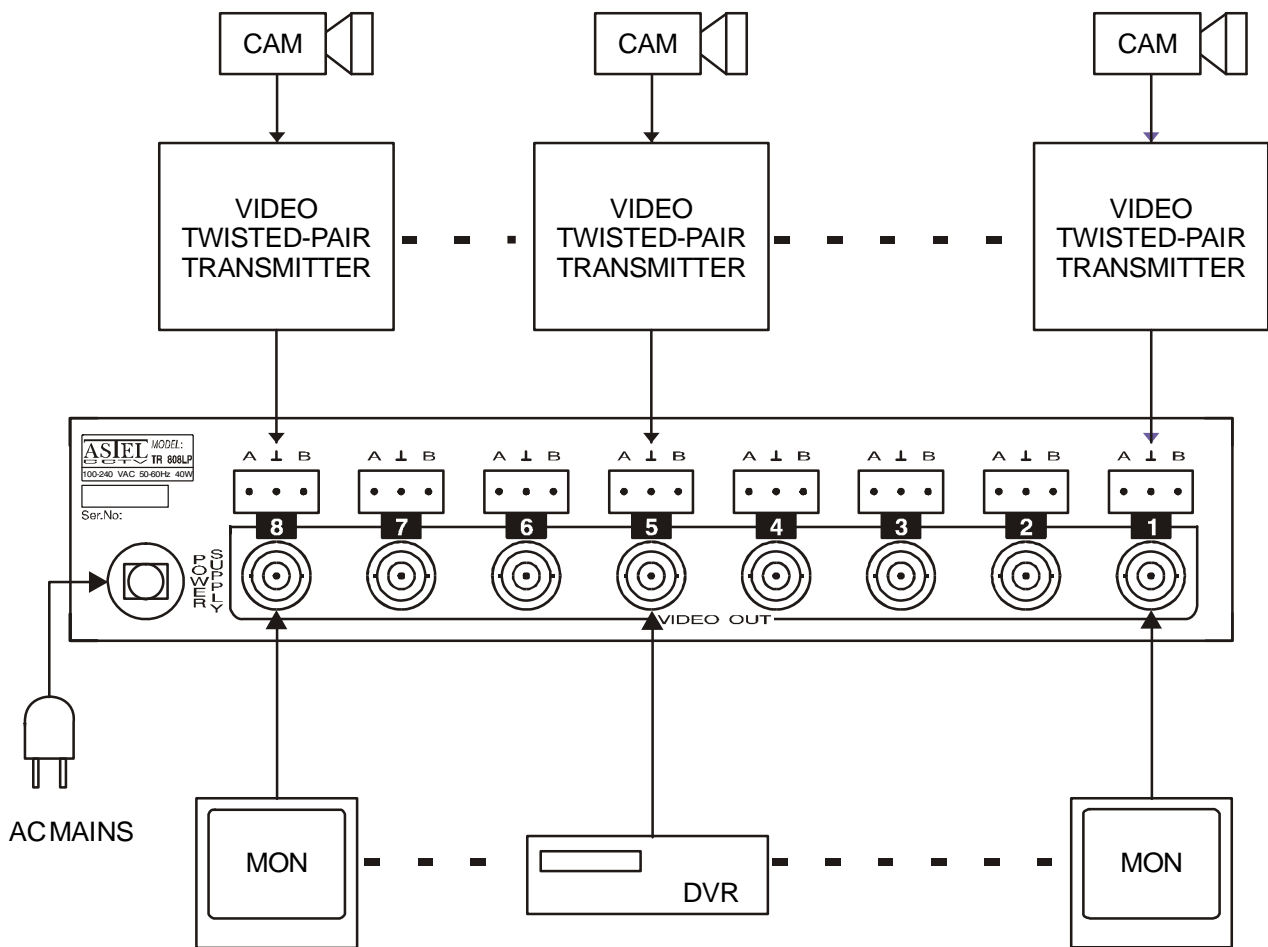 CAM
CAM
CAM
VIDEO
TWISTED-PAIR
TRANSMITTER
VIDEO
TWISTED-PAIR
TRANSMITTER
VIDEO
TWISTED-PAIR
TRANSMITTER
ASTEL
CCTV
MODEL:
TR 808LP
100-240 VAC 50-60Hz 40W
Ser.No:
A ⊥ B
A ⊥ B
A ⊥ B
A ⊥ B
A ⊥ B
A ⊥ B
A ⊥ B
A ⊥ B
8
7
6
5
4
3
2
1
POWER
SUPPLY
VIDEO OUT
AC MAINS
MON
DVR
MON